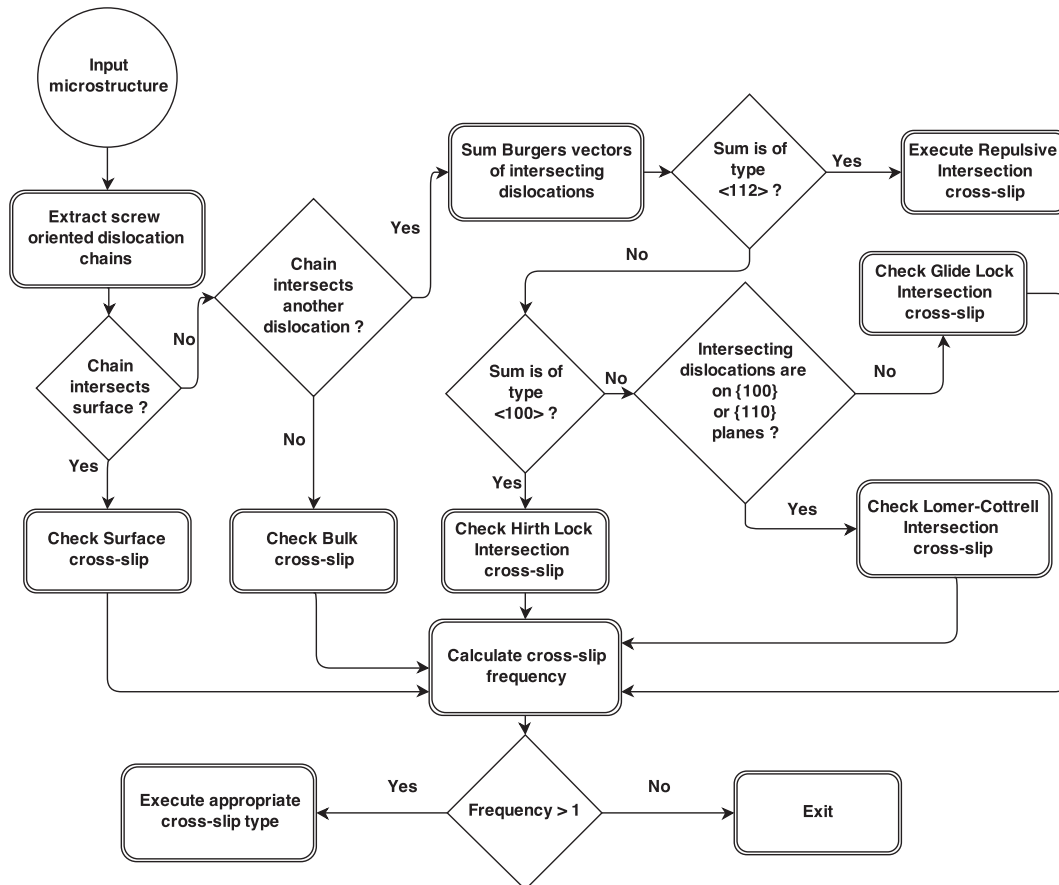 Input
microstructure
Extract screw
oriented dislocation
chains
Chain
intersects
surface ?
No
Yes
Chain
intersects
another
dislocation ?
Yes
No
Sum Burgers vectors
of intersecting
dislocations
Sum is of
type
<112> ?
Yes
No
Execute Repulsive
Intersection
cross-slip
Sum is of
type
<100> ?
No
Yes
Intersecting
dislocations are
on {100}
or {110}
planes ?
No
Yes
Check Glide Lock
Intersection
cross-slip
Check Surface
cross-slip
Check Bulk
cross-slip
Check Hirth Lock
Intersection
cross-slip
Check Lomer-Cottrell
Intersection
cross-slip
Calculate cross-slip
frequency
Frequency > 1
Yes
No
Execute appropriate
cross-slip type
Exit